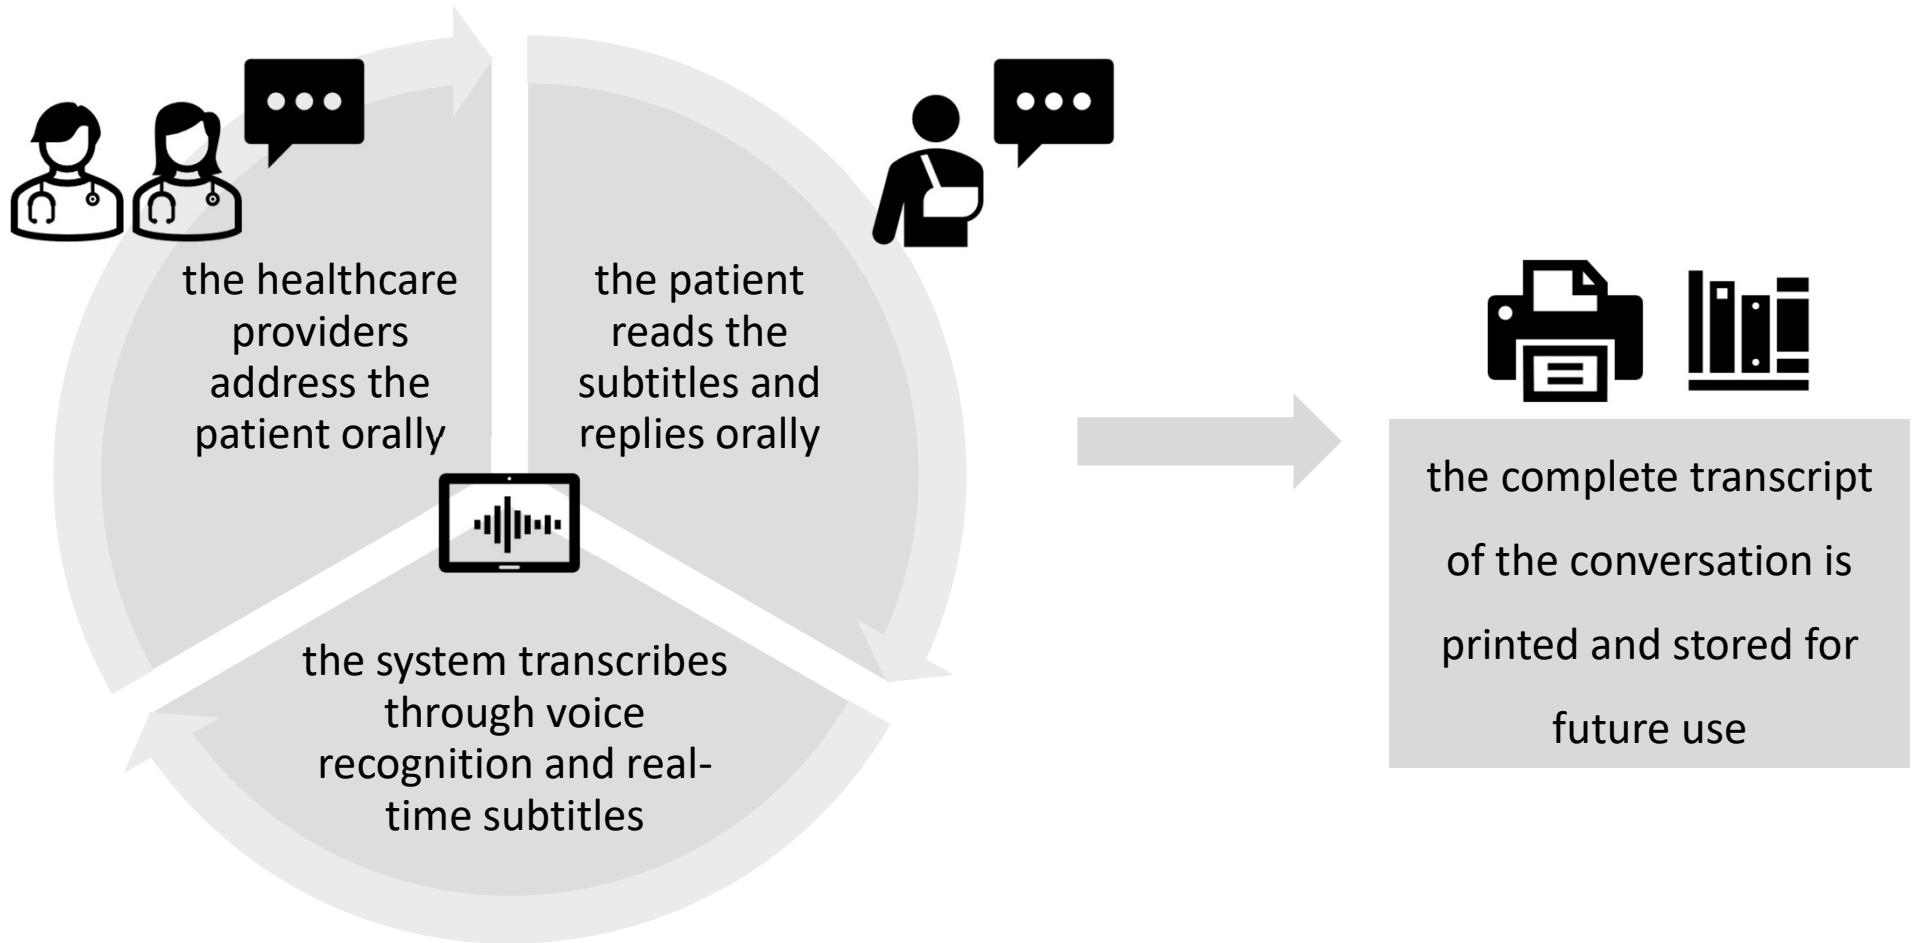 the healthcare
providers
address the
patient orally
the patient
reads the
subtitles and
replies orally
the system transcribes
through voice
recognition and real-
time subtitles
the complete transcript
of the conversation is
printed and stored for
future use